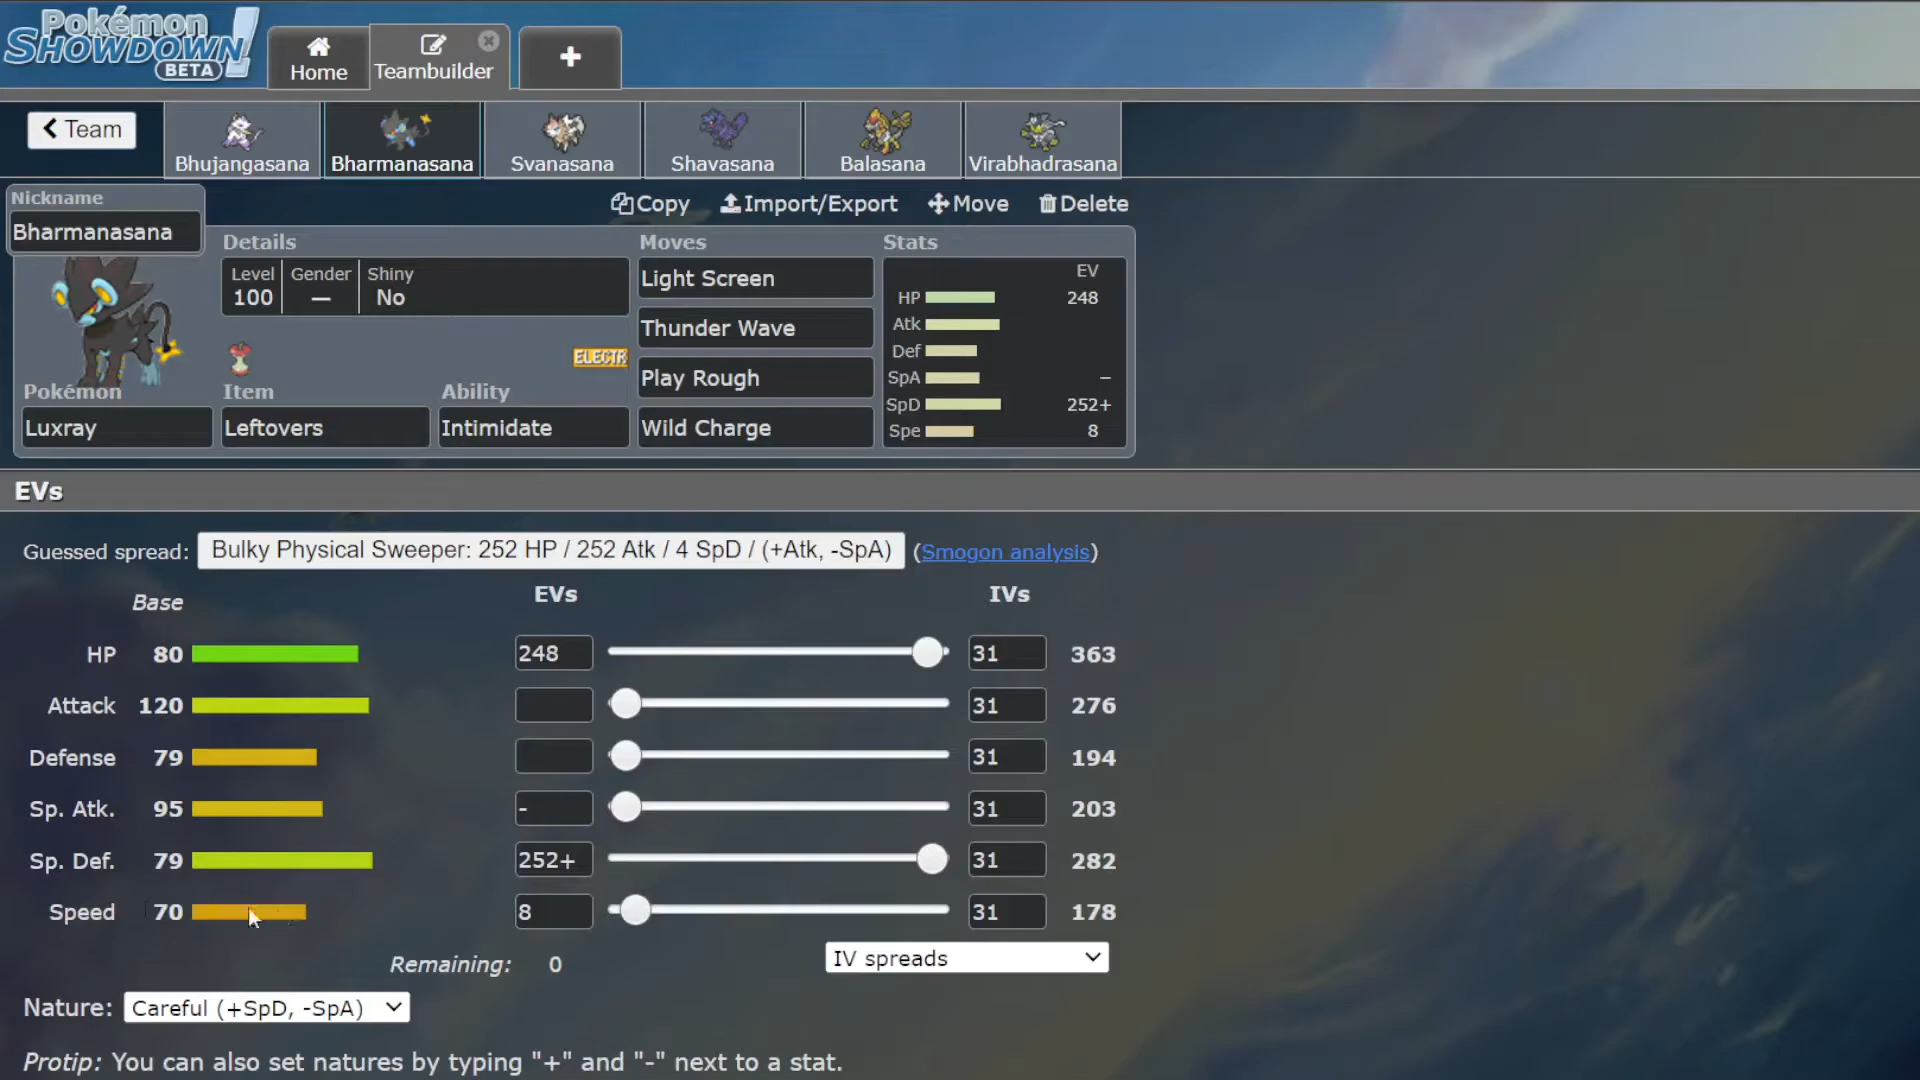 Pokémon
SHOWDOWN!
BETA
Home
Teambuilder
+
Team
Bhujangasana
Bharmanasana
Svanasana
Shavasana
Balasana
Virabhadrasana
Nickname
Bharmanasana
Copy
Import/Export
Move
Delete
Details
Level
100
Gender
—
Shiny
No
ELECTR
Pokémon
Luxray
Item
Leftovers
Ability
Intimidate
Moves
Light Screen
Thunder Wave
Play Rough
Wild Charge
Stats
EV
HP 248
Atk
Def
SpA –
SpD 252+
Spe 8
EVs
Guessed spread: Bulky Physical Sweeper: 252 HP / 252 Atk / 4 SpD / (+Atk, -SpA) (Smogon analysis)
Base EVs IVs
HP 80 248 31 363
Attack 120 31 276
Defense 79 31 194
Sp. Atk. 95 - 31 203
Sp. Def. 79 252+ 31 282
Speed 70 8 31 178
Remaining: 0 IV spreads
Nature: Careful (+SpD, -SpA)
Protip: You can also set natures by typing "+" and "-" next to a stat.